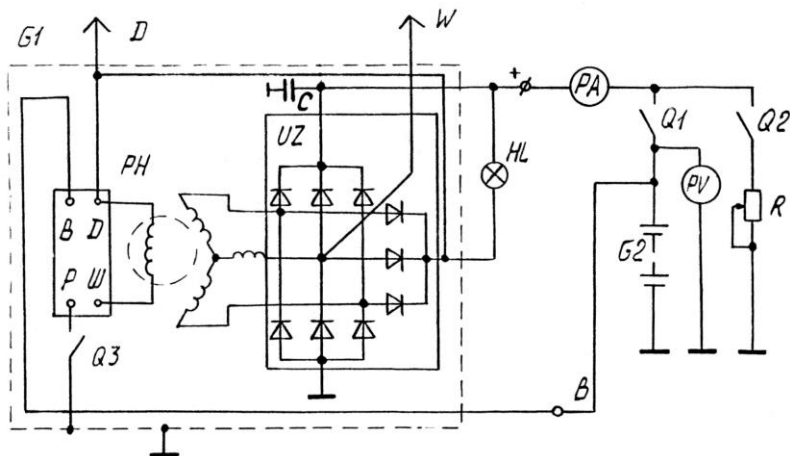 G1 D W
C + PA
UZ Q1 Q2
PH HL PV
B D R
P W G2
Q3
B